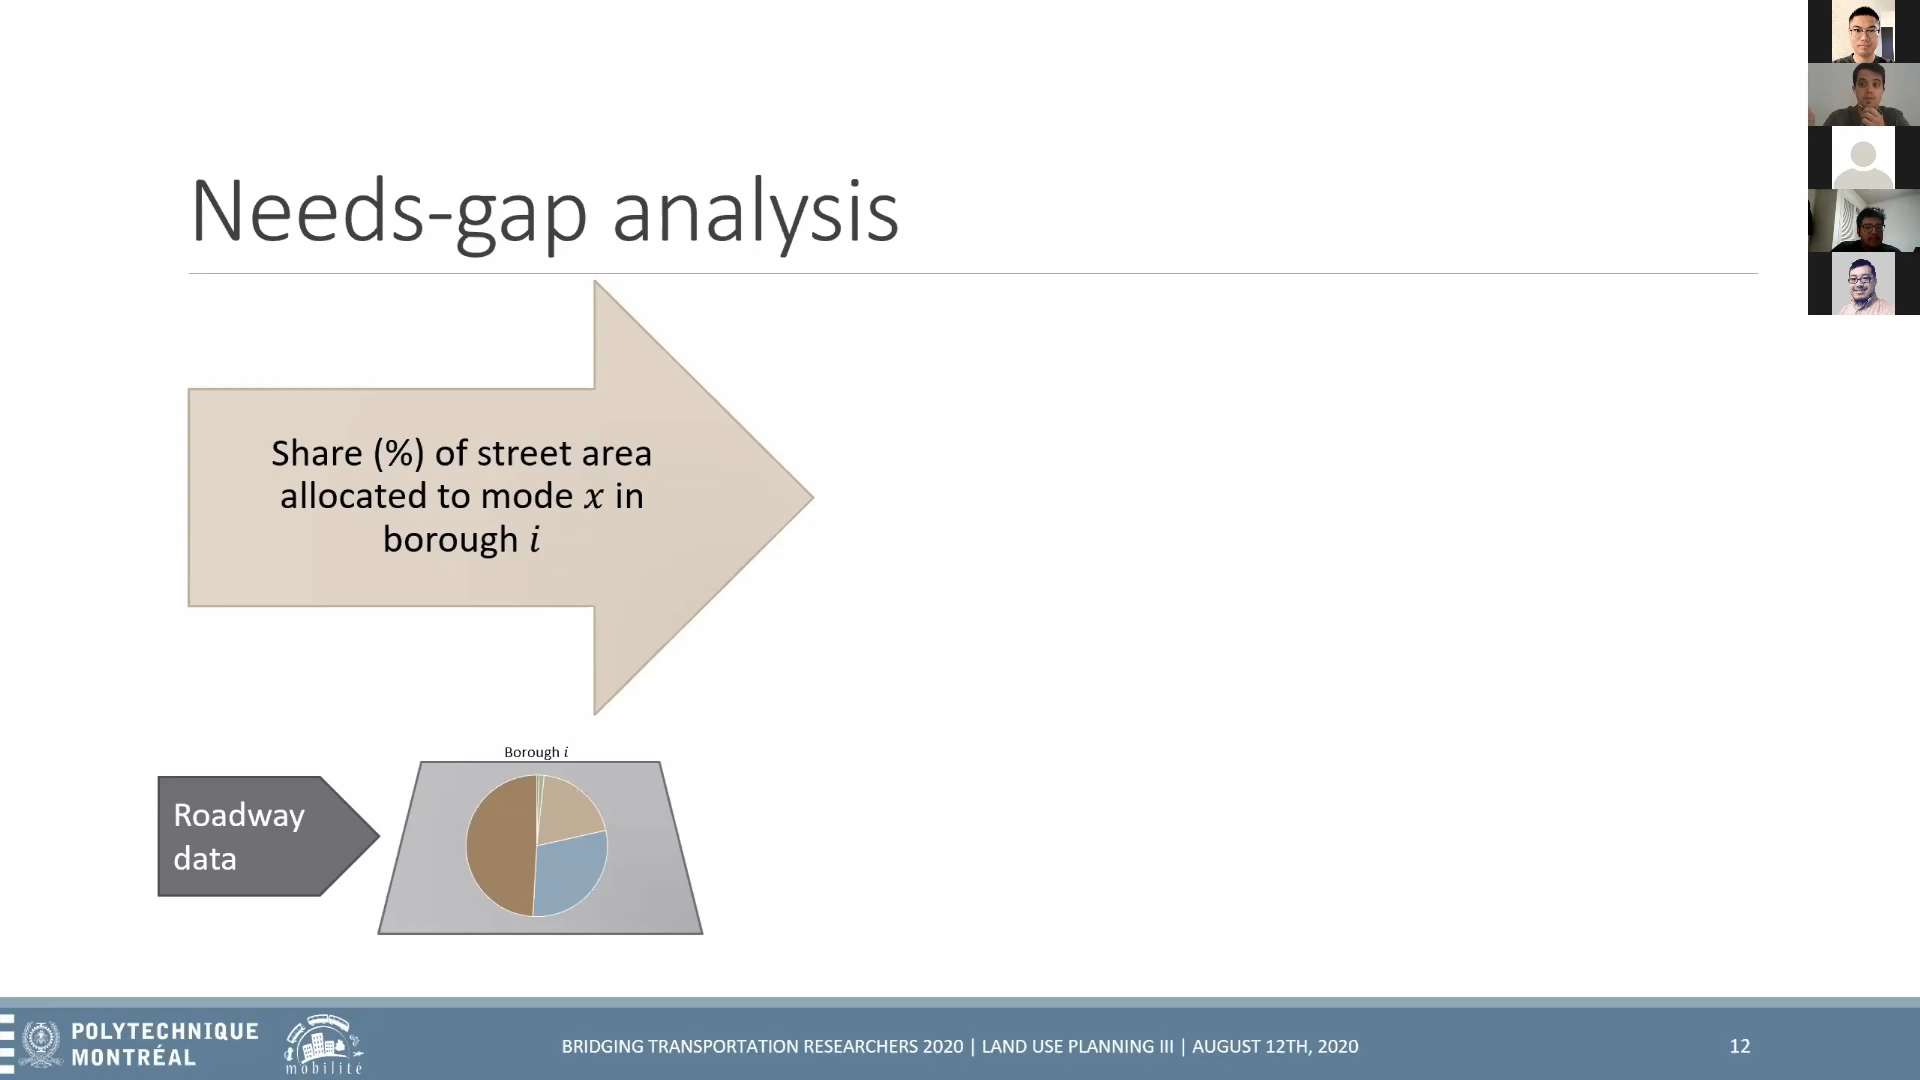 Needs-gap analysis
Share (%) of street area
allocated to mode x in
borough i
Borough i
Roadway
data
POLYTECHNIQUE
MONTRÉAL
mobilité
BRIDGING TRANSPORTATION RESEARCHERS 2020 | LAND USE PLANNING III | AUGUST 12TH, 2020
12